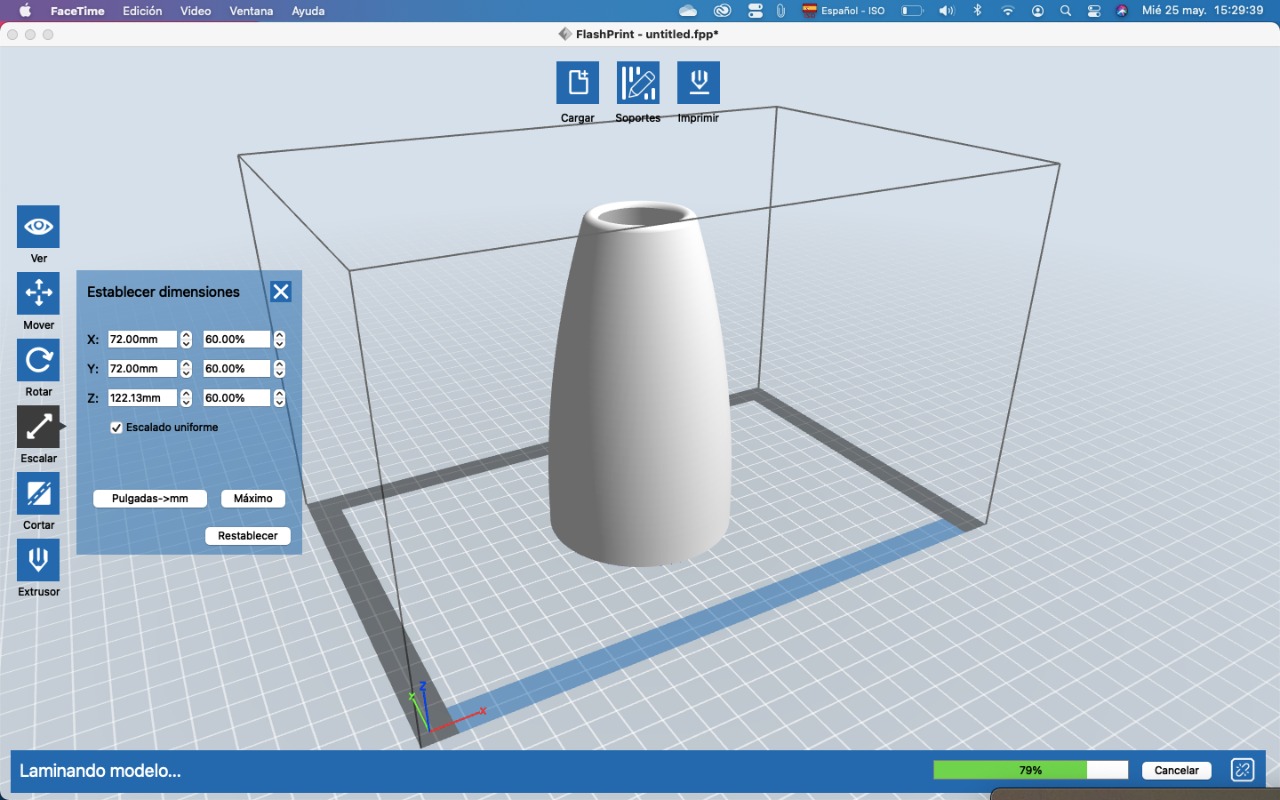 FaceTime Edición Video Ventana Ayuda Español - ISO Mié 25 may. 15:29:39
FlashPrint - untitled.fpp*
Cargar Soportes Imprimir
Ver
Mover
Rotar
Escalar
Cortar
Extrusor
Establecer dimensiones
X: 72.00mm 60.00%
Y: 72.00mm 60.00%
Z: 122.13mm 60.00%
Escalado uniforme
Pulgadas->mm Máximo
Restablecer
Z
Y
X
Laminando modelo... 79% Cancelar